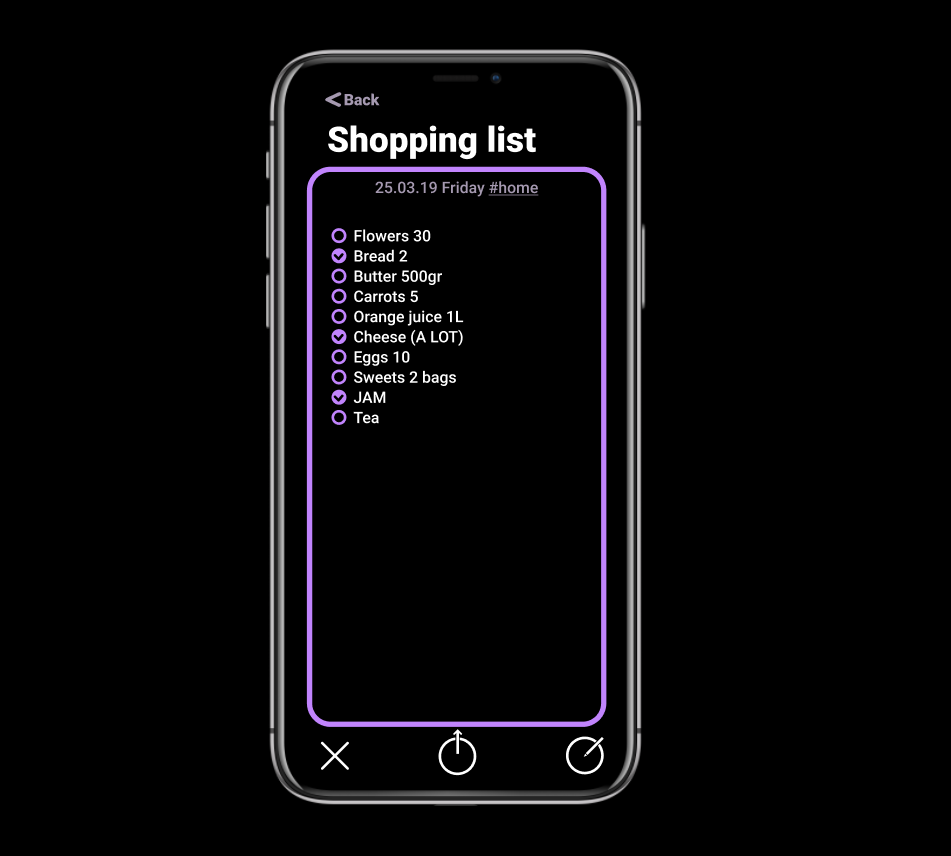 Back
Shopping list
25.03.19 Friday #home
Flowers 30
Bread 2
Butter 500gr
Carrots 5
Orange juice 1L
Cheese (A LOT)
Eggs 10
Sweets 2 bags
JAM
Tea